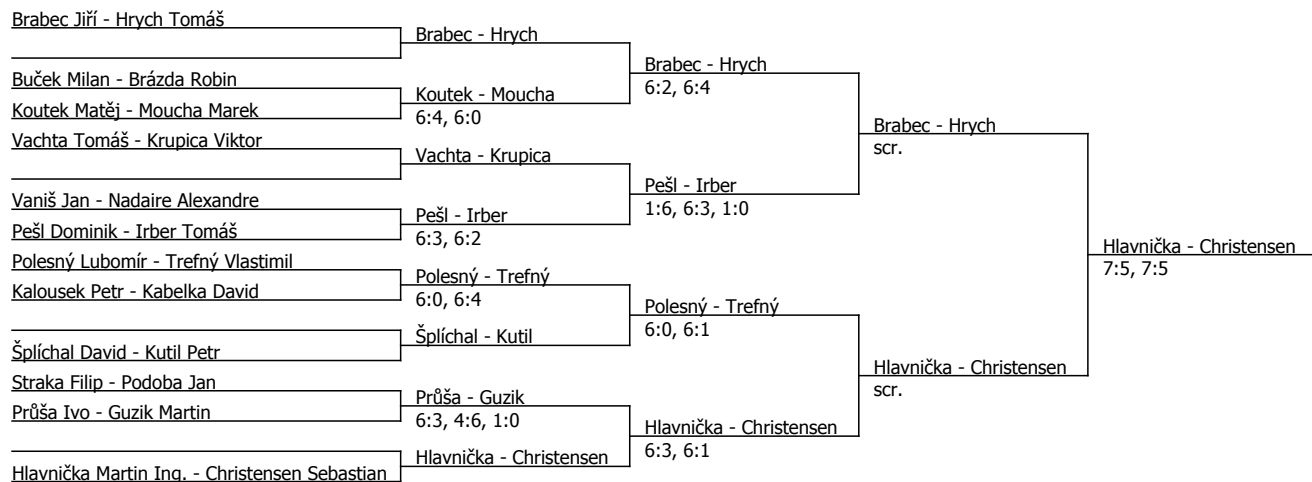 Brabec Jiří - Hrych Tomáš
Buček Milan - Brázda Robin
Koutek Matěj - Moucha Marek
Vachta Tomáš - Krupica Viktor
Vaniš Jan - Nadaire Alexandre
Pešl Dominik - Irber Tomáš
Polesný Lubomír - Trefný Vlastimil
Kalousek Petr - Kabelka David
Šplíchal David - Kutil Petr
Straka Filip - Podoba Jan
Průša Ivo - Guzik Martin
Hlavnička Martin Ing. - Christensen Sebastian
Brabec - Hrych
Koutek - Moucha
6:4, 6:0
Vachta - Krupica
Pešl - Irber
6:3, 6:2
Polesný - Trefný
6:0, 6:4
Šplíchal - Kutil
Průša - Guzik
6:3, 4:6, 1:0
Hlavnička - Christensen
Brabec - Hrych
6:2, 6:4
Pešl - Irber
1:6, 6:3, 1:0
Polesný - Trefný
6:0, 6:1
Hlavnička - Christensen
6:3, 6:1
Brabec - Hrych
scr.
Hlavnička - Christensen
scr.
Hlavnička - Christensen
7:5, 7:5